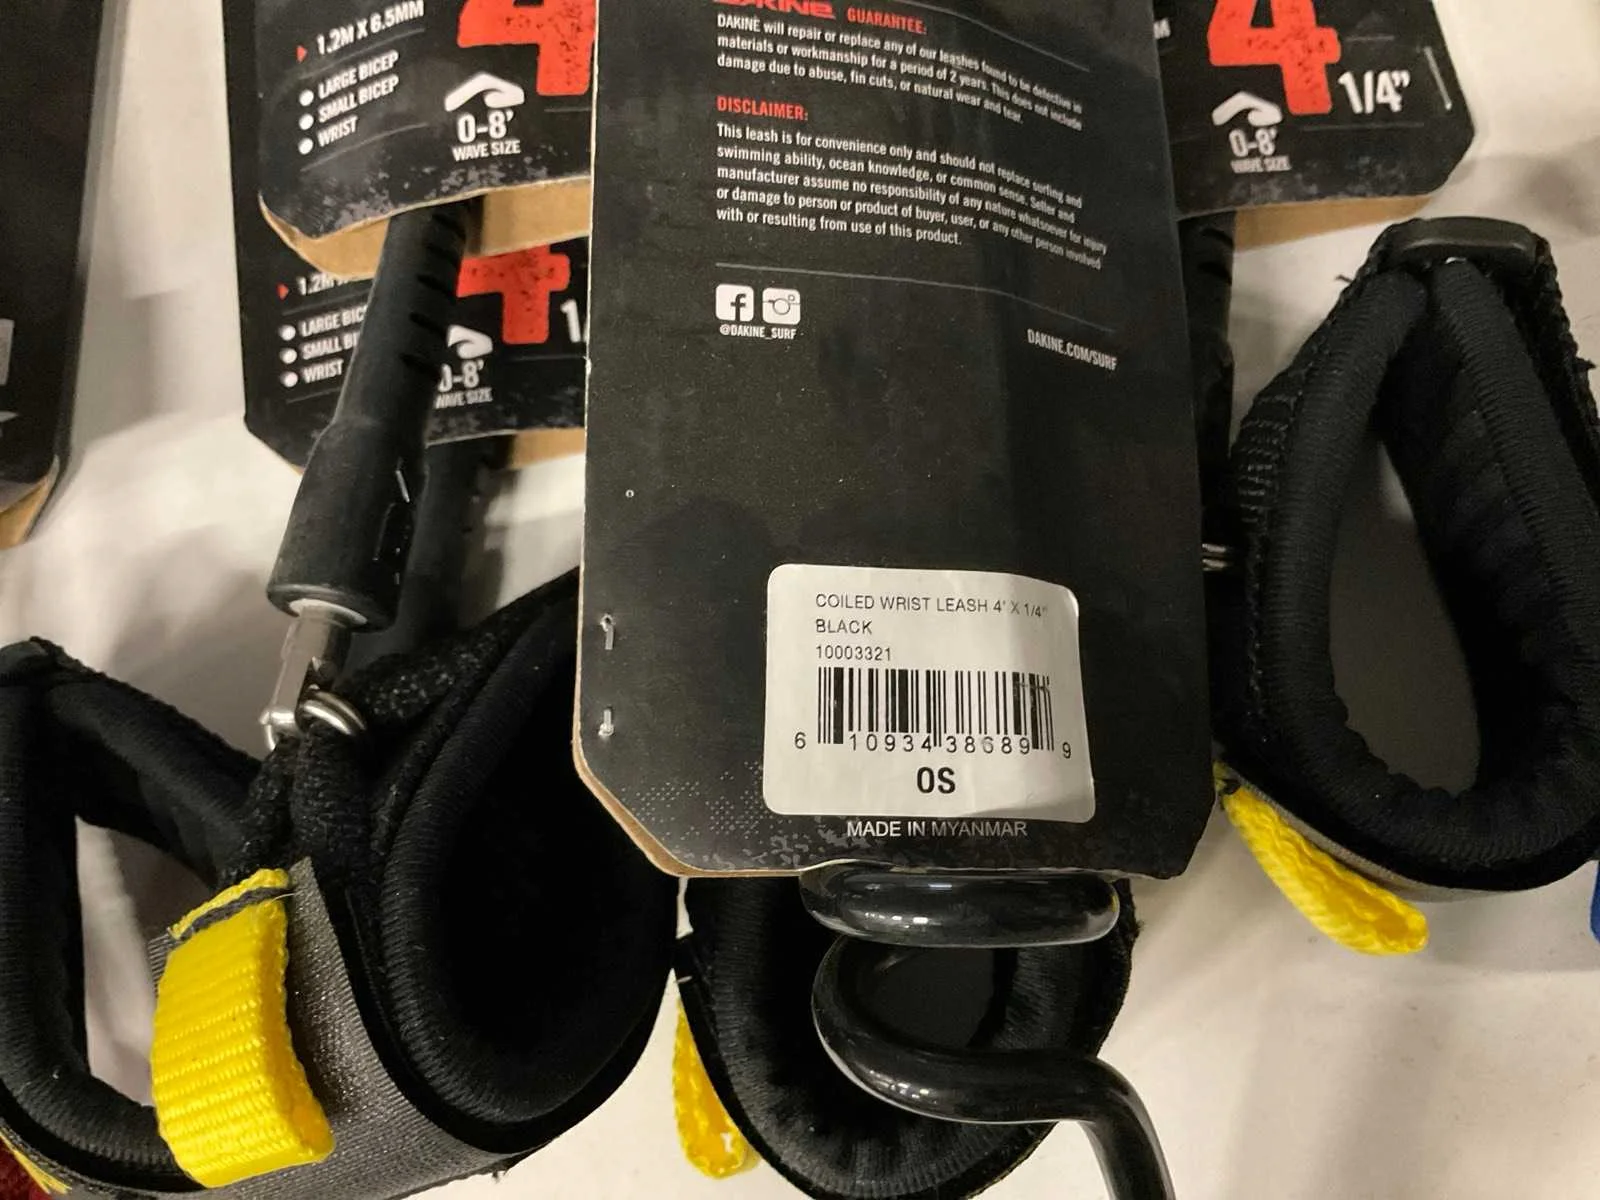 1.2M X 6.5MM
LARGE BICEP
SMALL BICEP
WRIST
4
0-8'
WAVE SIZE
LARGE BIC
SMALL BI
WRIST
4
1/
0-8'
WAVE SIZE
DAKINE GUARANTEE:
DAKINE will repair or replace any of our leashes found to be defective in
materials or workmanship for a period of 2 years. This does not include
damage due to abuse, fin cuts, or natural wear and tear.
DISCLAIMER:
This leash is for convenience only and should not replace surfing and
swimming ability, ocean knowledge, or common sense. Seller and
manufacturer assume no responsibility of any nature whatsoever for injury
or damage to person or product of buyer, user, or any other person involved
with or resulting from use of this product.
@DAKINE_SURF
DAKINE.COM/SURF
COILED WRIST LEASH 4' X 1/4"
BLACK
10003321
6 10934 38689 9
OS
MADE IN MYANMAR
4 1/4"
0-8'
WAVE SIZE